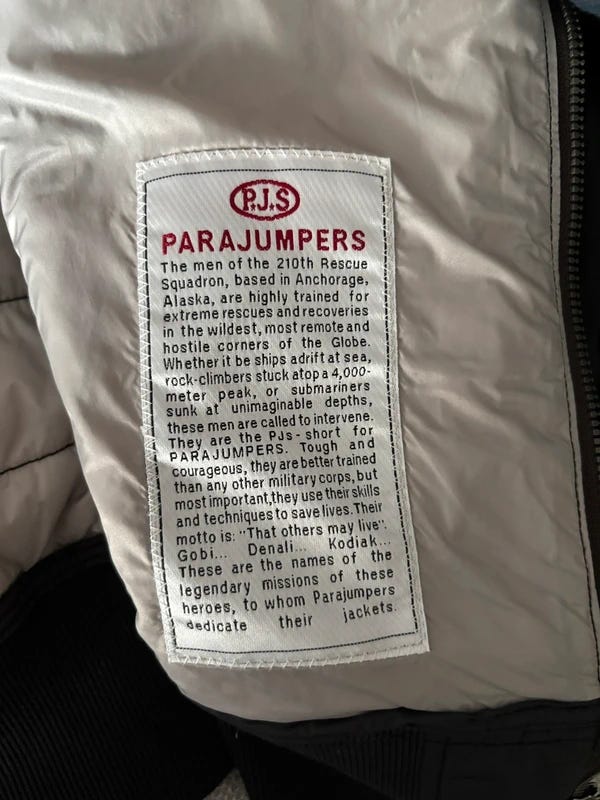 P.J.S
PARAJUMPERS
The men of the 210th Rescue
Squadron, based in Anchorage,
Alaska, are highly trained for
extreme rescues and recoveries
in the wildest, most remote and
hostile corners of the Globe.
Whether it be ships adrift at sea,
rock-climbers stuck atop a 4,000-
meter peak, or submariners
sunk at unimaginable depths,
these men are called to intervene.
They are the PJs - short for
PARAJUMPERS. Tough and
courageous, they are better trained
than any other military corps, but
most important,they use their skills
and techniques to save lives. Their
motto is: "That others may live".
Gobi... Denali... Kodiak...
These are the names of the
legendary missions of these
heroes, to whom Parajumpers
dedicate their jackets.